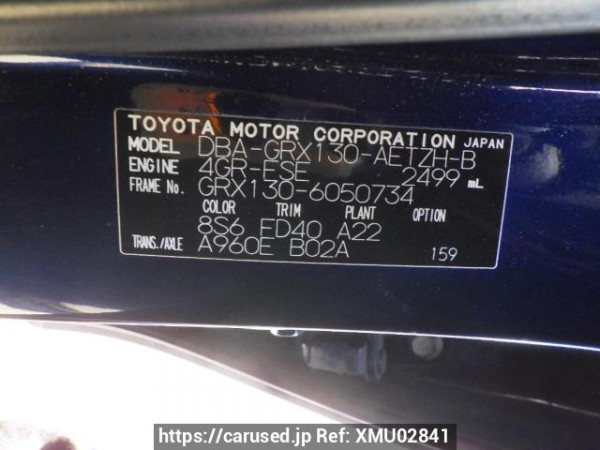 TOYOTA MOTOR CORPORATION JAPAN
MODEL DBA-GRX130-AETZH-B
ENGINE 4GR-FSE 2499 mL
FRAME No. GRX130-6050734
COLOR TRIM PLANT OPTION
8S6 FD40 A22
TRANS./AXLE A960E B02A 159
https://carused.jp Ref: XMU02841